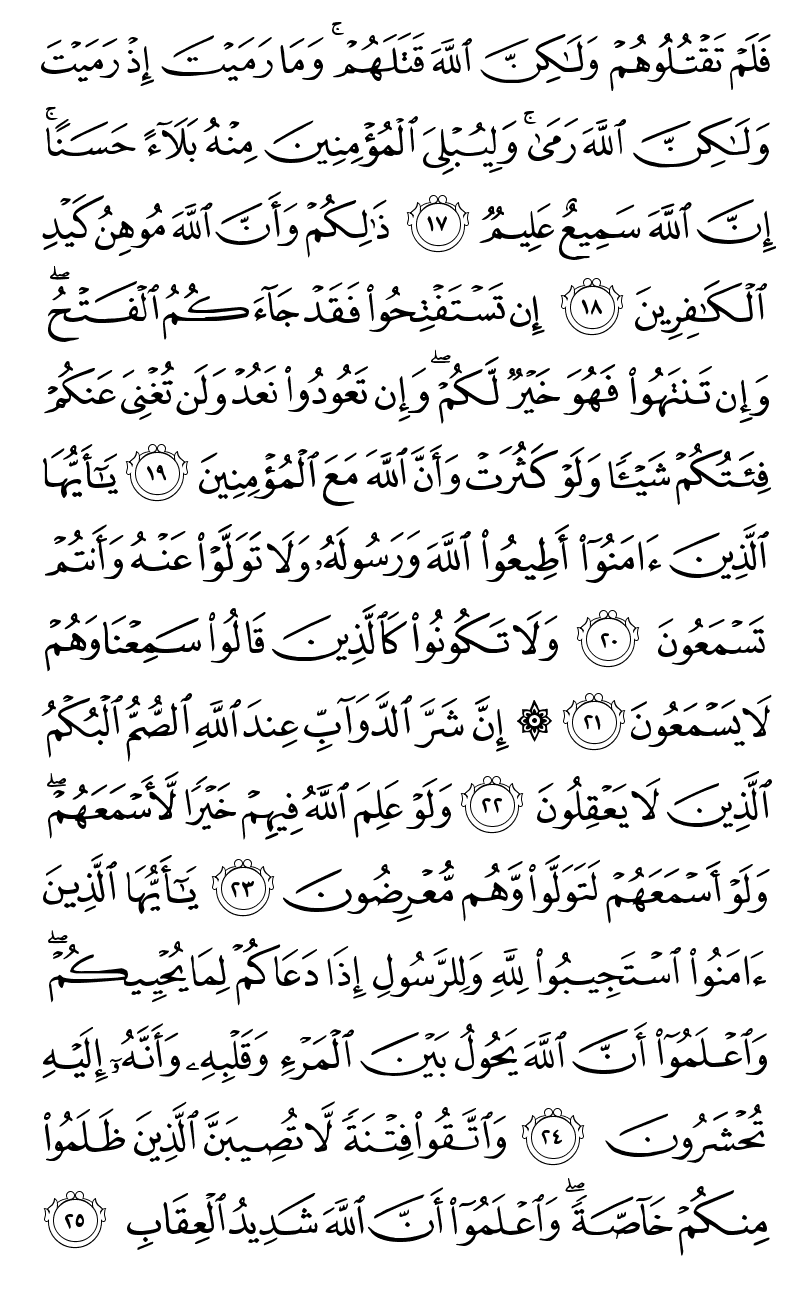 فَلَمْ تَقْتُلُوهُمْ وَلَٰكِنَّ ٱللَّهَ قَتَلَهُمْ ۚ وَمَا رَمَيْتَ إِذْ رَمَيْتَ
وَلَٰكِنَّ ٱللَّهَ رَمَىٰ ۚ وَلِيُبْلِىَ ٱلْمُؤْمِنِينَ مِنْهُ بَلَآءً حَسَنًا ۚ
إِنَّ ٱللَّهَ سَمِيعٌ عَلِيمٌ ١٧ ذَٰلِكُمْ وَأَنَّ ٱللَّهَ مُوهِنُ كَيْدِ
ٱلْكَٰفِرِينَ ١٨ إِن تَسْتَفْتِحُوا۟ فَقَدْ جَآءَكُمُ ٱلْفَتْحُ ۖ
وَإِن تَنتَهُوا۟ فَهُوَ خَيْرٌ لَّكُمْ ۖ وَإِن تَعُودُوا۟ نَعُدْ وَلَن تُغْنِىَ عَنكُمْ
فِئَتُكُمْ شَيْـًٔا وَلَوْ كَثُرَتْ وَأَنَّ ٱللَّهَ مَعَ ٱلْمُؤْمِنِينَ ١٩ يَٰٓأَيُّهَا
ٱلَّذِينَ ءَامَنُوٓا۟ أَطِيعُوا۟ ٱللَّهَ وَرَسُولَهُۥ وَلَا تَوَلَّوْا۟ عَنْهُ وَأَنتُمْ
تَسْمَعُونَ ٢٠ وَلَا تَكُونُوا۟ كَٱلَّذِينَ قَالُوا۟ سَمِعْنَا وَهُمْ
لَا يَسْمَعُونَ ٢١ ۞ إِنَّ شَرَّ ٱلدَّوَآبِّ عِندَ ٱللَّهِ ٱلصُّمُّ ٱلْبُكْمُ
ٱلَّذِينَ لَا يَعْقِلُونَ ٢٢ وَلَوْ عَلِمَ ٱللَّهُ فِيهِمْ خَيْرًا لَّأَسْمَعَهُمْ ۖ
وَلَوْ أَسْمَعَهُمْ لَتَوَلَّوا۟ وَّهُم مُّعْرِضُونَ ٢٣ يَٰٓأَيُّهَا ٱلَّذِينَ
ءَامَنُوا۟ ٱسْتَجِيبُوا۟ لِلَّهِ وَلِلرَّسُولِ إِذَا دَعَاكُمْ لِمَا يُحْيِيكُمْ ۖ
وَٱعْلَمُوٓا۟ أَنَّ ٱللَّهَ يَحُولُ بَيْنَ ٱلْمَرْءِ وَقَلْبِهِۦ وَأَنَّهُۥٓ إِلَيْهِ
تُحْشَرُونَ ٢٤ وَٱتَّقُوا۟ فِتْنَةً لَّا تُصِيبَنَّ ٱلَّذِينَ ظَلَمُوا۟
مِنكُمْ خَآصَّةً ۖ وَٱعْلَمُوٓا۟ أَنَّ ٱللَّهَ شَدِيدُ ٱلْعِقَابِ ٢٥